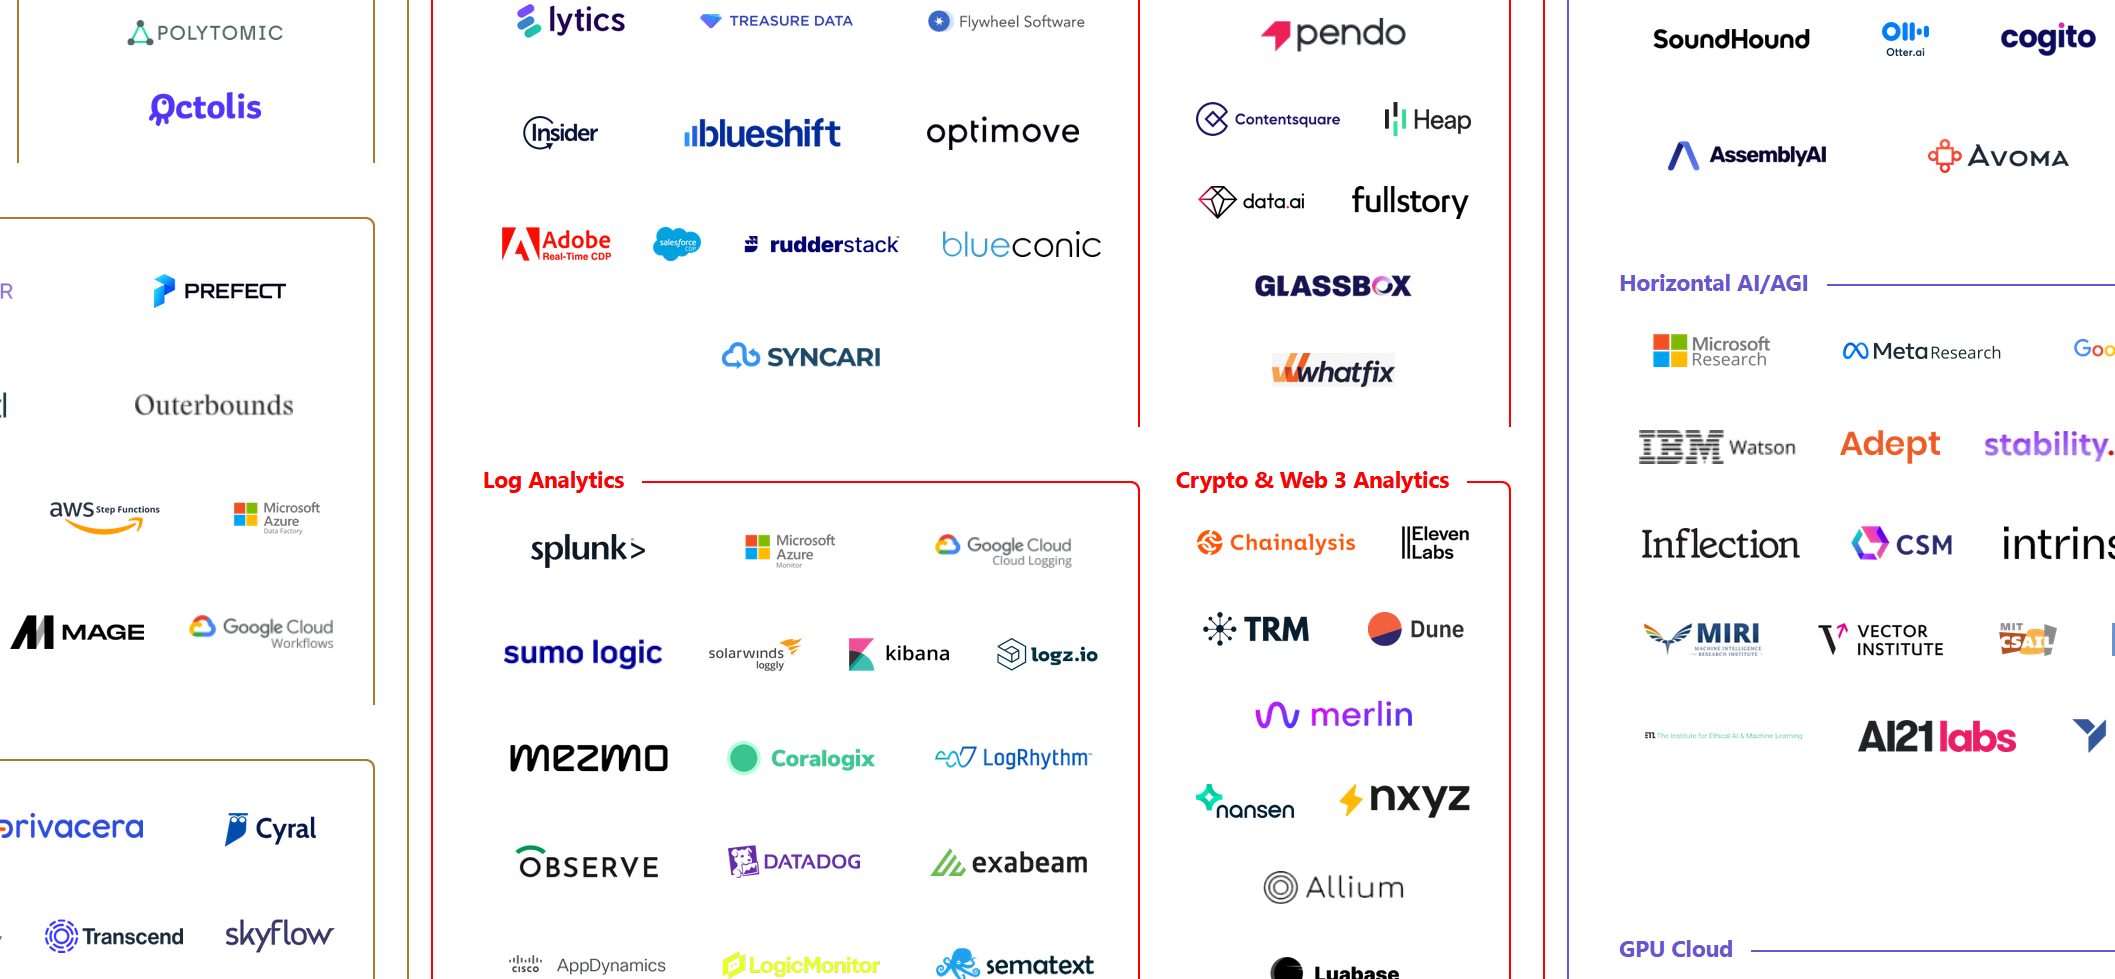 POLYTOMIC
Octolis
R
PREFECT
Outerbounds
aws Step Functions
Microsoft
Azure
Data Factory
MAGE
Google Cloud
Workflows
privacera
Cyral
Transcend
skyflow
lytics
TREASURE DATA
Flywheel Software
Insider
blueshift
optimove
Adobe
Real-Time CDP
salesforce
CDP
rudderstack
blueconic
SYNCARI
Log Analytics
splunk>
Microsoft
Azure
Monitor
Google Cloud
Cloud Logging
sumo logic
solarwinds
loggly
kibana
logz.io
mezmo
Coralogix
LogRhythm™
OBSERVE
DATADOG
exabeam
cisco AppDynamics
LogicMonitor
sematext
pendo
Contentsquare
Heap
data.ai
fullstory
GLASSBOX
whatfix
Crypto & Web 3 Analytics
Chainalysis
ElevenLabs
TRM
Dune
merlin
nansen
nxyz
Allium
Luabase
SoundHound
Otter.ai
cogito
AssemblyAI
AVOMA
Horizontal AI/AGI
Microsoft
Research
Meta Research
Goo
IBM Watson
Adept
stability.
Inflection
CSM
intrins
MIRI
MACHINE INTELLIGENCE
RESEARCH INSTITUTE
VECTOR
INSTITUTE
MIT
CSAIL
The Institute for Ethical AI & Machine Learning
AI21labs
GPU Cloud